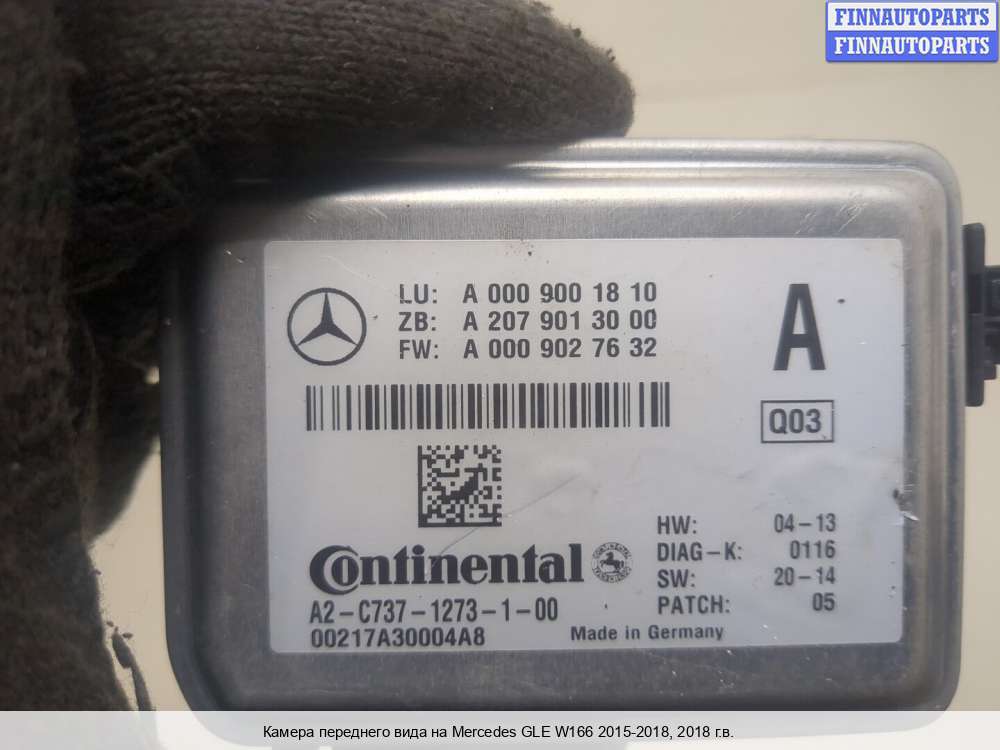 FINNAUTOPARTS
FINNAUTOPARTS
LU: A 000 900 18 10
ZB: A 207 901 30 00
FW: A 000 902 76 32
A
Q03
HW: 04-13
DIAG-K: 0116
SW: 20-14
PATCH: 05
Continental
A2-C737-1273-1-00
00217A30004A8
Made in Germany
Камера переднего вида на Mercedes GLE W166 2015-2018, 2018 г.в.